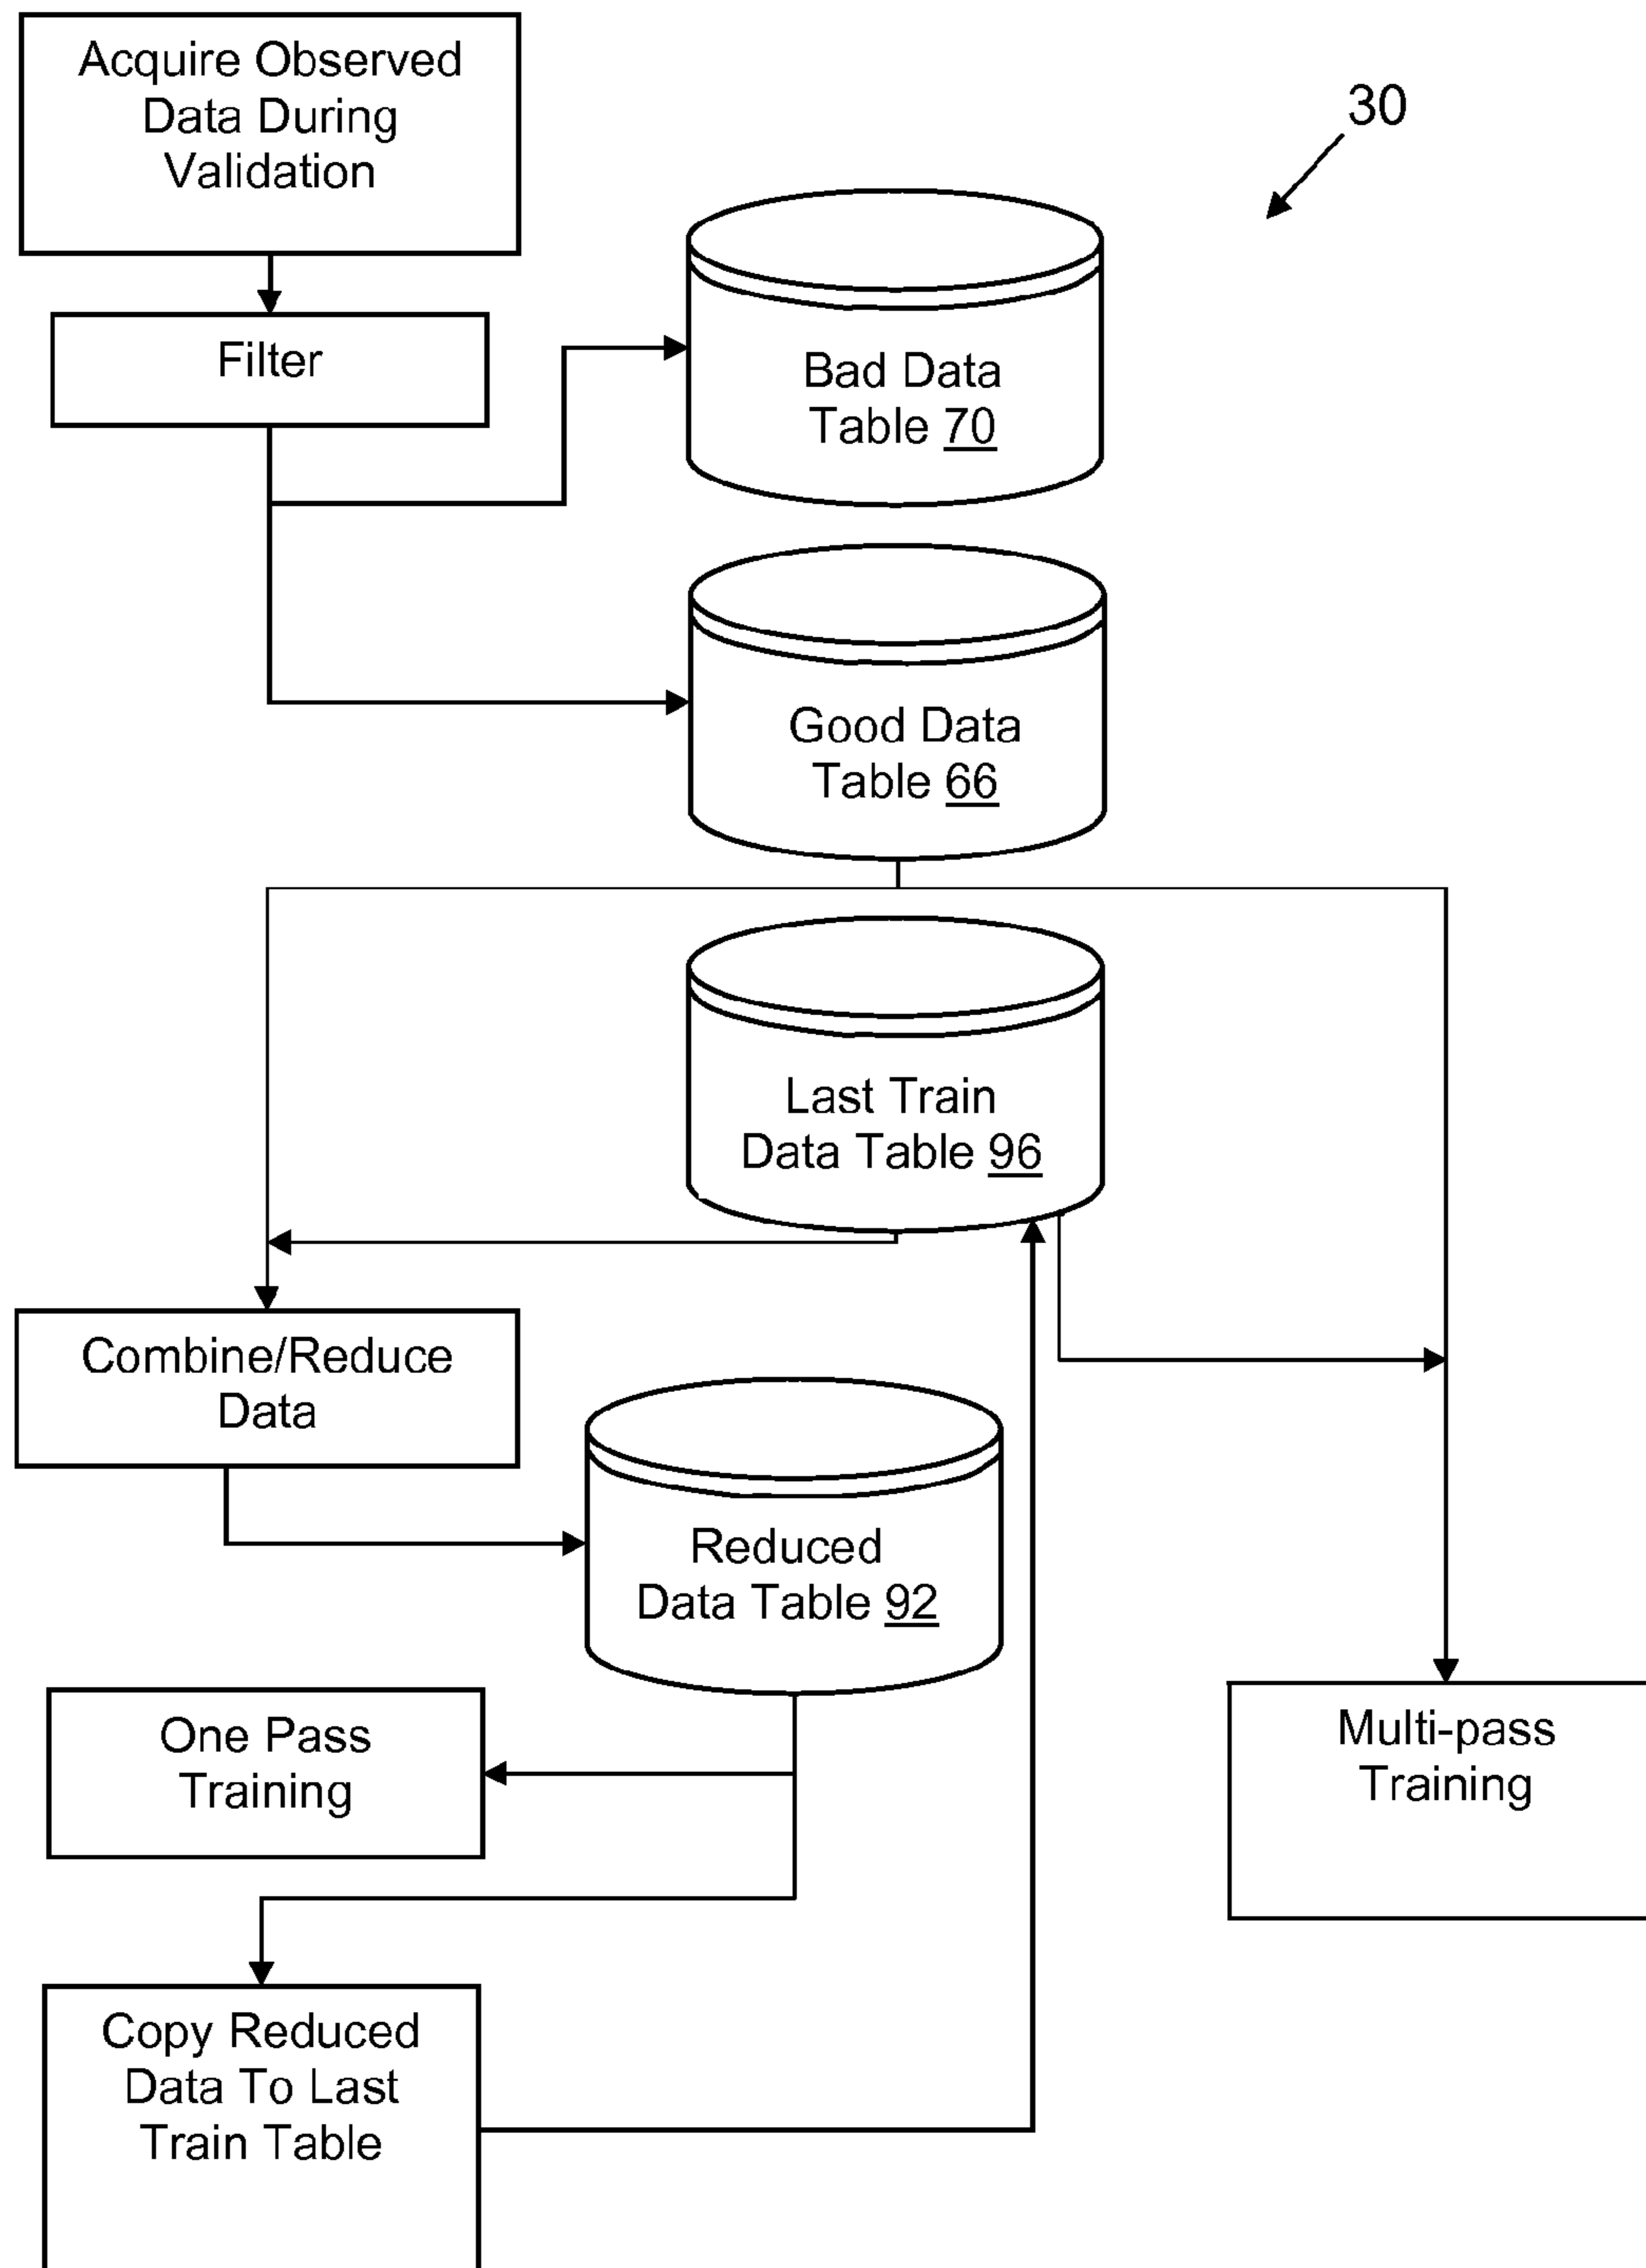 Acquire Observed
Data During
Validation
30
Filter
Bad Data
Table 70
Good Data
Table 66
Last Train
Data Table 96
Combine/Reduce
Data
Reduced
Data Table 92
One Pass
Training
Multi-pass
Training
Copy Reduced
Data To Last
Train Table